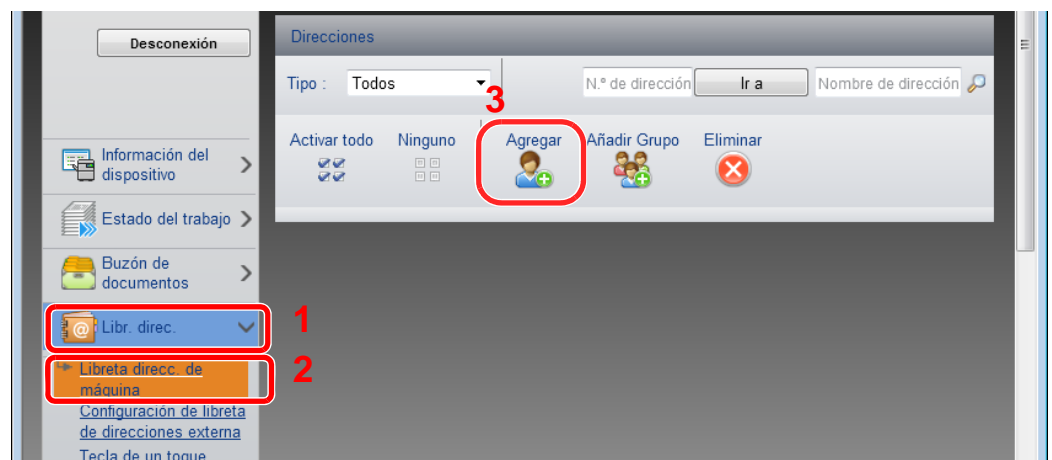 Desconexión
Direcciones
Tipo :
Todos
N.º de dirección
Ir a
Nombre de dirección
3
Activar todo
Ninguno
Agregar
Añadir Grupo
Eliminar
Información del
dispositivo
Estado del trabajo
Buzón de
documentos
Libr. direc.
1
Libreta direcc. de
máquina
2
Configuración de libreta
de direcciones externa
Tecla de un toque